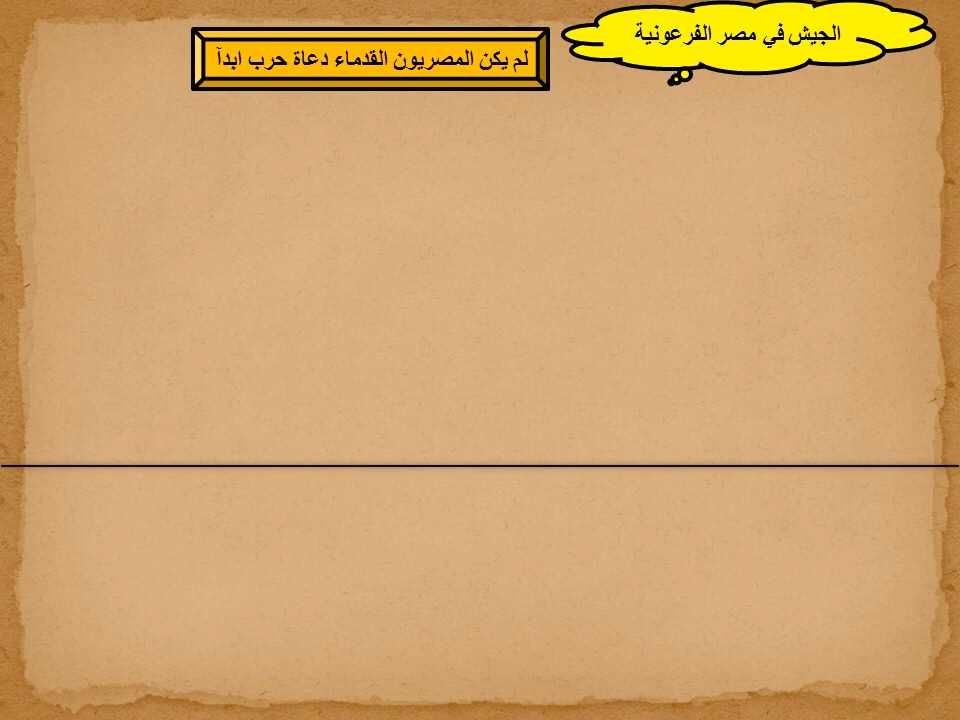 الجيش في مصر الفرعونية
لم يكن المصريون القدماء دعاة حرب ابدآ